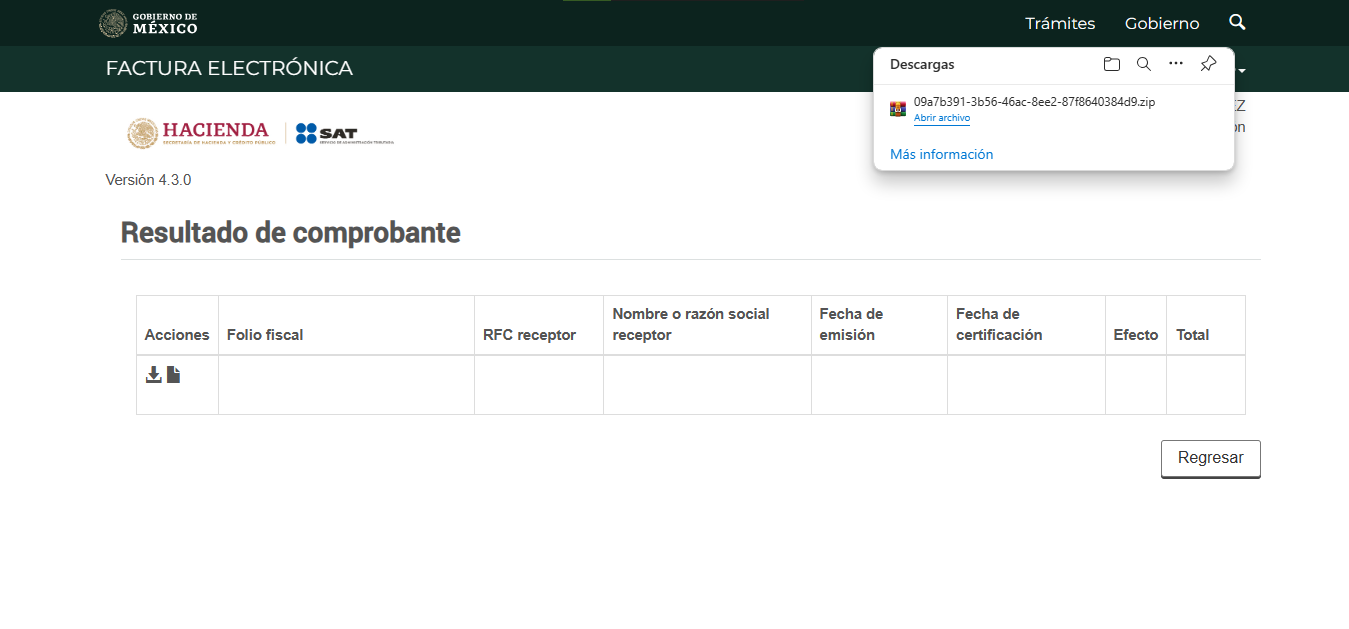 GOBIERNO DE
MÉXICO
Trámites
Gobierno
FACTURA ELECTRÓNICA
Descargas
09a7b391-3b56-46ac-8ee2-87f8640384d9.zip
Abrir archivo
Más información
EZ
ón
HACIENDA
SECRETARÍA DE HACIENDA Y CRÉDITO PÚBLICO
SAT
SERVICIO DE ADMINISTRACIÓN TRIBUTARIA
Versión 4.3.0
Resultado de comprobante
Acciones
Folio fiscal
RFC receptor
Nombre o razón social
receptor
Fecha de
emisión
Fecha de
certificación
Efecto
Total
Regresar